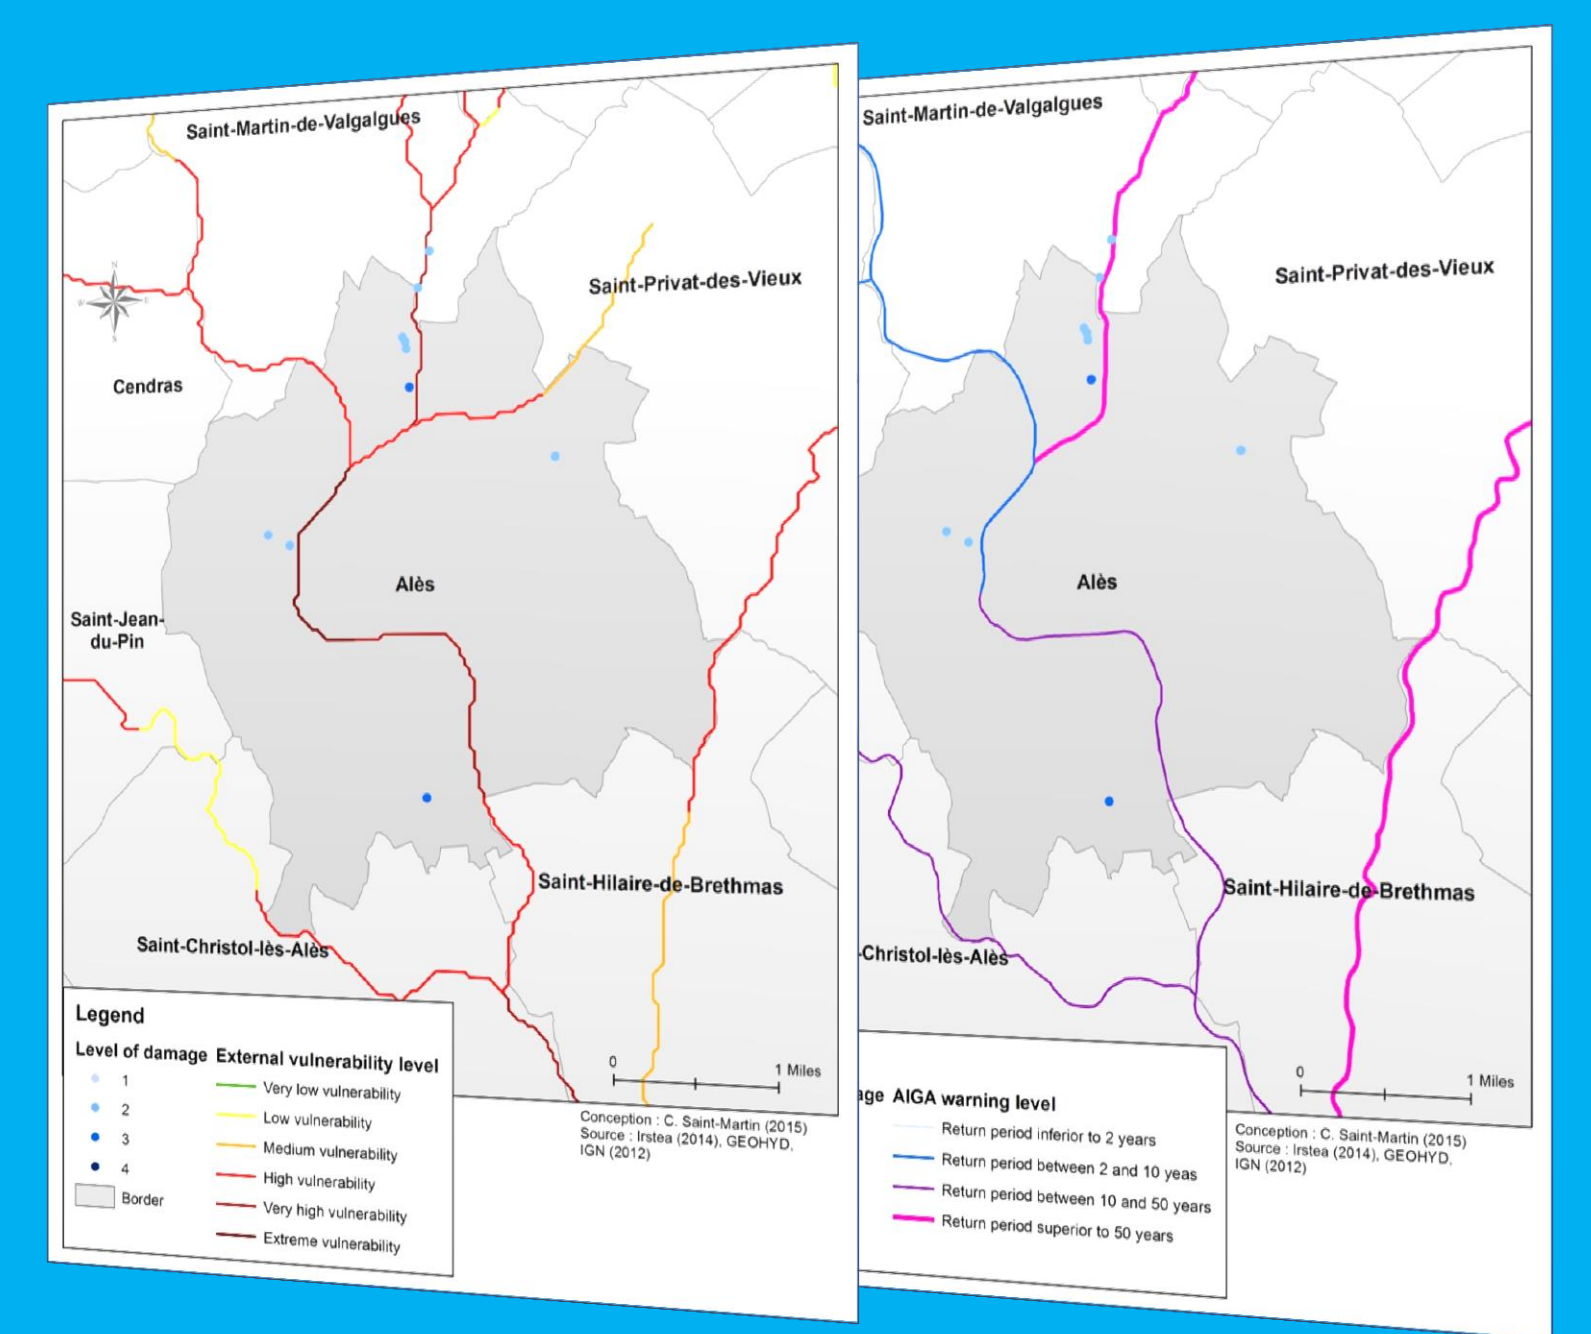 Saint-Martin-de-Valgalgues
Saint-Privat-des-Vieux
N
Cendras
Alès
Saint-Jean-
du-Pin
Saint-Hilaire-de-Brethmas
Saint-Christol-lès-Alès
Legend
Level of damage
1
2
3
4
Border
External vulnerability level
Very low vulnerability
Low vulnerability
Medium vulnerability
High vulnerability
Very high vulnerability
Extreme vulnerability
0 1 Miles
Conception : C. Saint-Martin (2015)
Source : Irstea (2014), GEOHYD,
IGN (2012)
Saint-Martin-de-Valgalgues
Saint-Privat-des-Vieux
Alès
Saint-Hilaire-de-Brethmas
-Christol-lès-Alès
age AIGA warning level
Return period inferior to 2 years
Return period between 2 and 10 yeas
Return period between 10 and 50 years
Return period superior to 50 years
0 1 Miles
Conception : C. Saint-Martin (2015)
Source : Irstea (2014), GEOHYD,
IGN (2012)